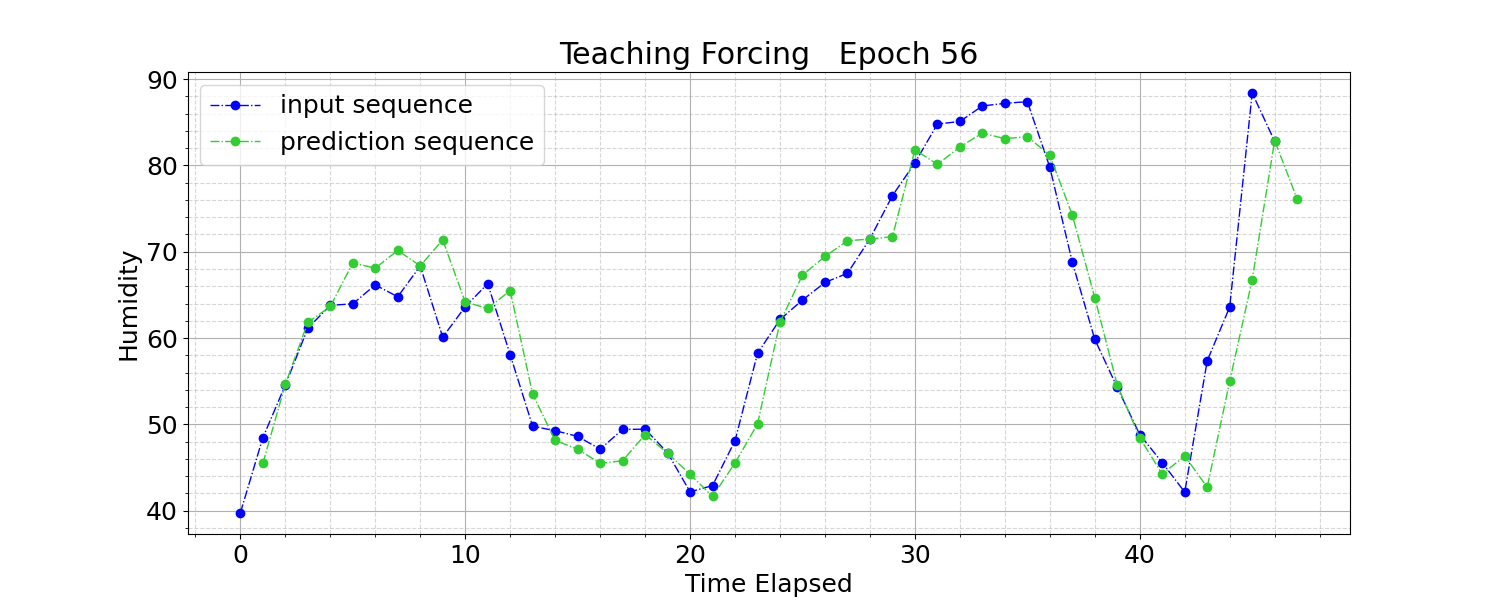 Teaching Forcing   Epoch 56
input sequence
prediction sequence
Humidity
90
80
70
60
50
40
0 10 20 30 40
Time Elapsed